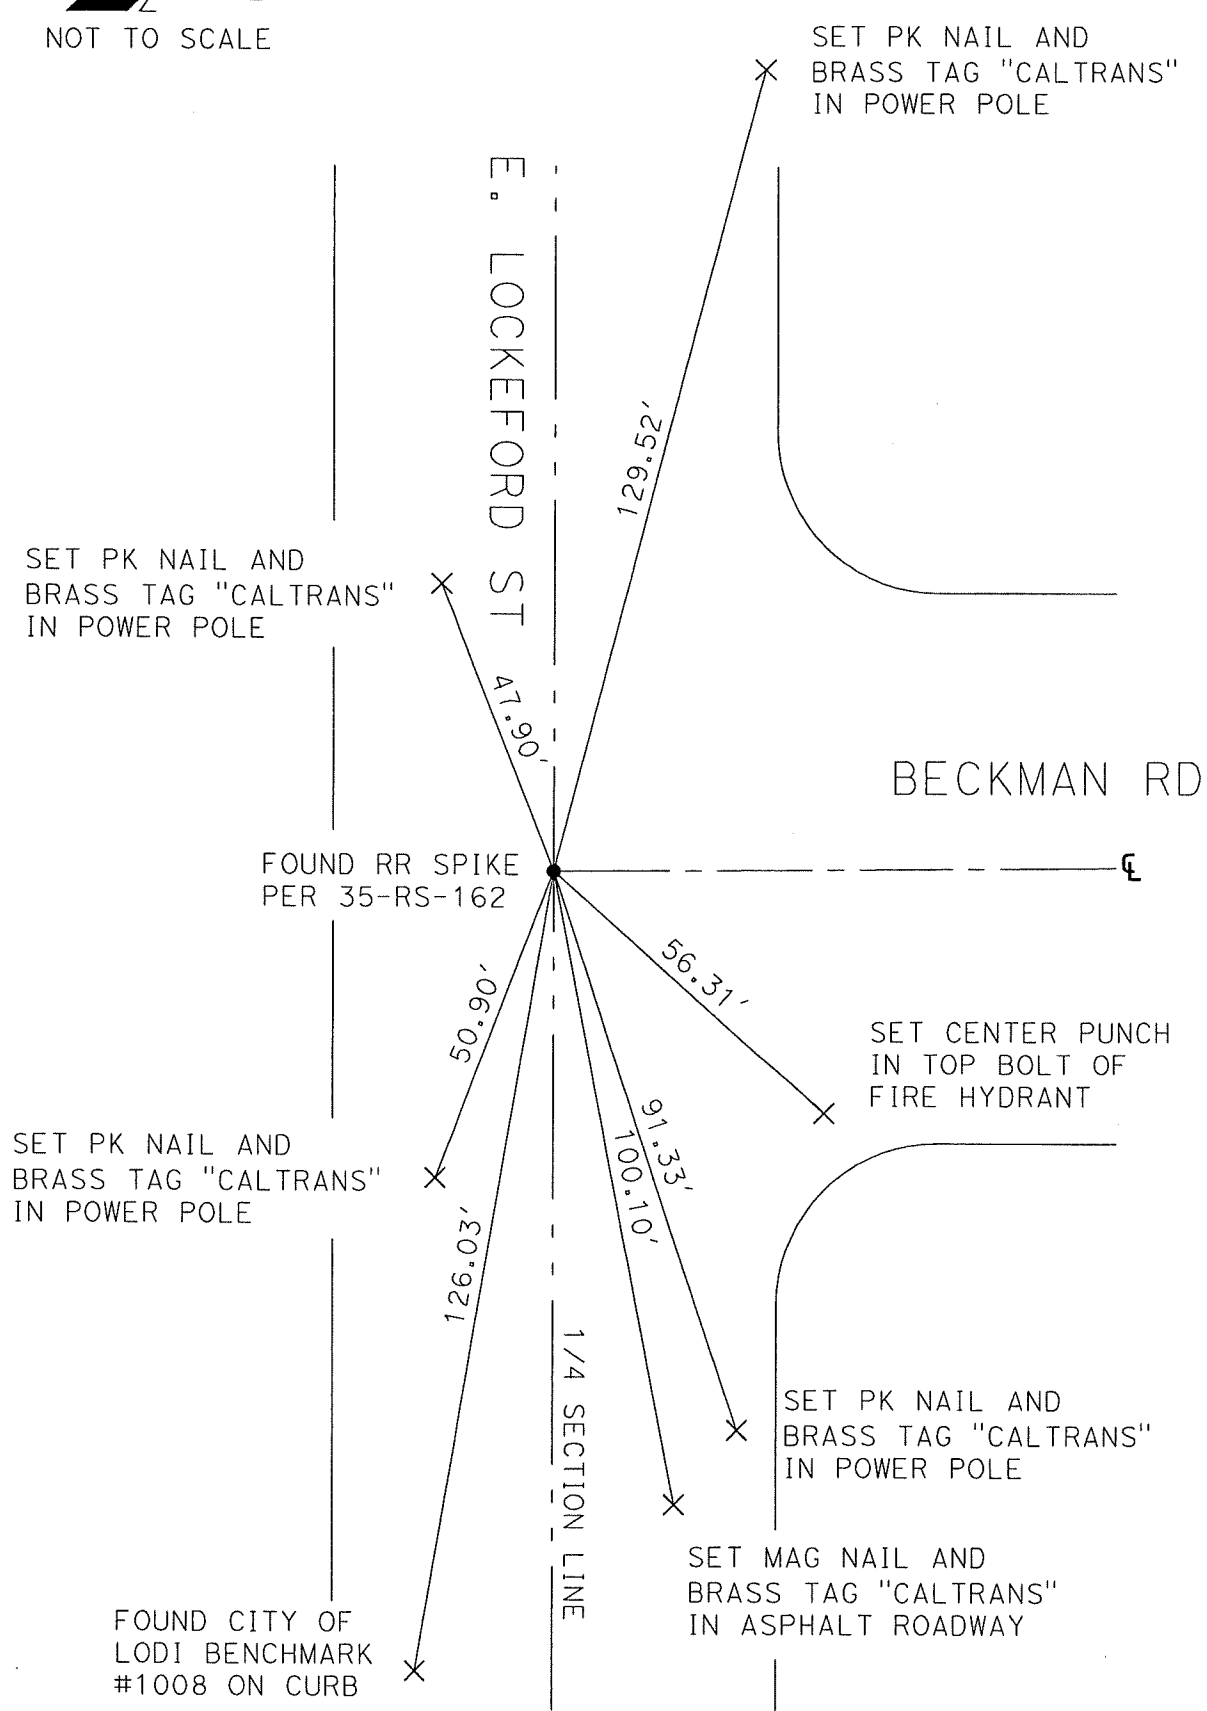 NOT TO SCALE
SET PK NAIL AND
BRASS TAG "CALTRANS"
IN POWER POLE
E. LOCKEFORD ST
129.52'
SET PK NAIL AND
BRASS TAG "CALTRANS"
IN POWER POLE
47.90'
BECKMAN RD
FOUND RR SPIKE
PER 35-RS-162
℄
56.31'
50.90'
SET CENTER PUNCH
IN TOP BOLT OF
FIRE HYDRANT
91.33'
100.10'
SET PK NAIL AND
BRASS TAG "CALTRANS"
IN POWER POLE
126.03'
1/4 SECTION LINE
SET PK NAIL AND
BRASS TAG "CALTRANS"
IN POWER POLE
SET MAG NAIL AND
BRASS TAG "CALTRANS"
IN ASPHALT ROADWAY
FOUND CITY OF
LODI BENCHMARK
#1008 ON CURB